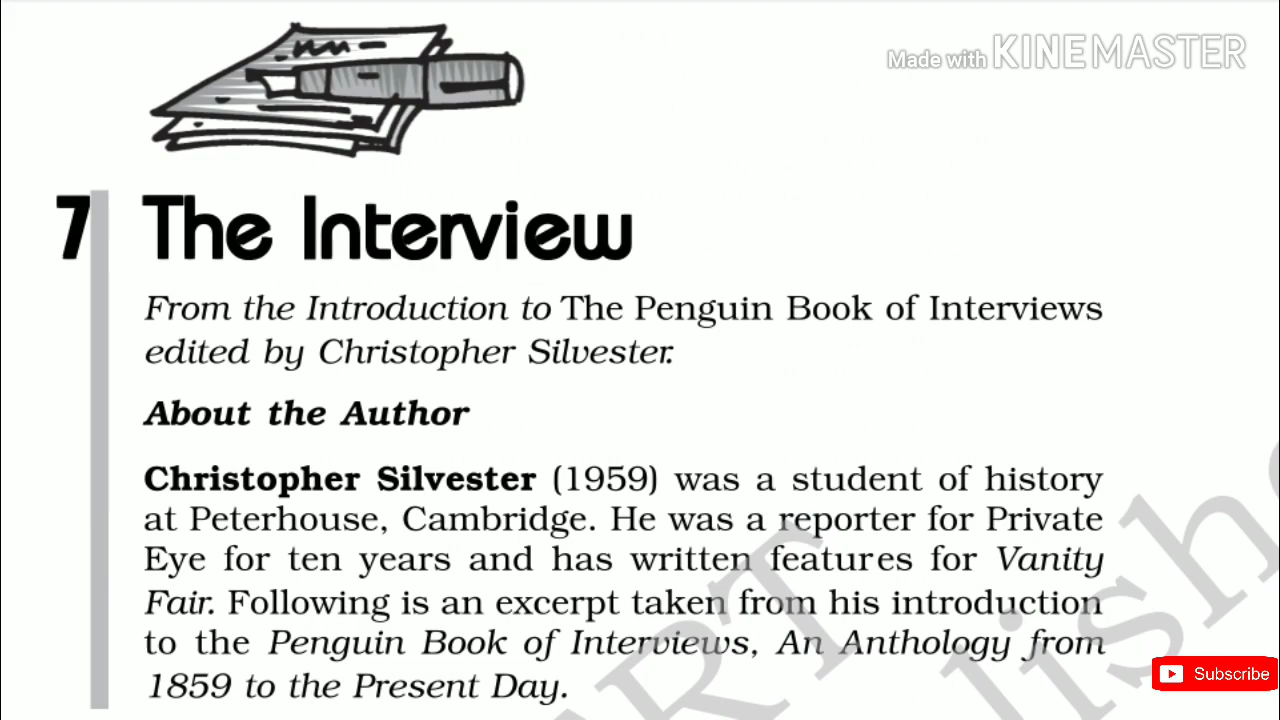 Made with KINEMASTER
7 The Interview
From the Introduction to The Penguin Book of Interviews
edited by Christopher Silvester.
About the Author
Christopher Silvester (1959) was a student of history
at Peterhouse, Cambridge. He was a reporter for Private
Eye for ten years and has written features for Vanity
Fair. Following is an excerpt taken from his introduction
to the Penguin Book of Interviews, An Anthology from
1859 to the Present Day.
Subscribe